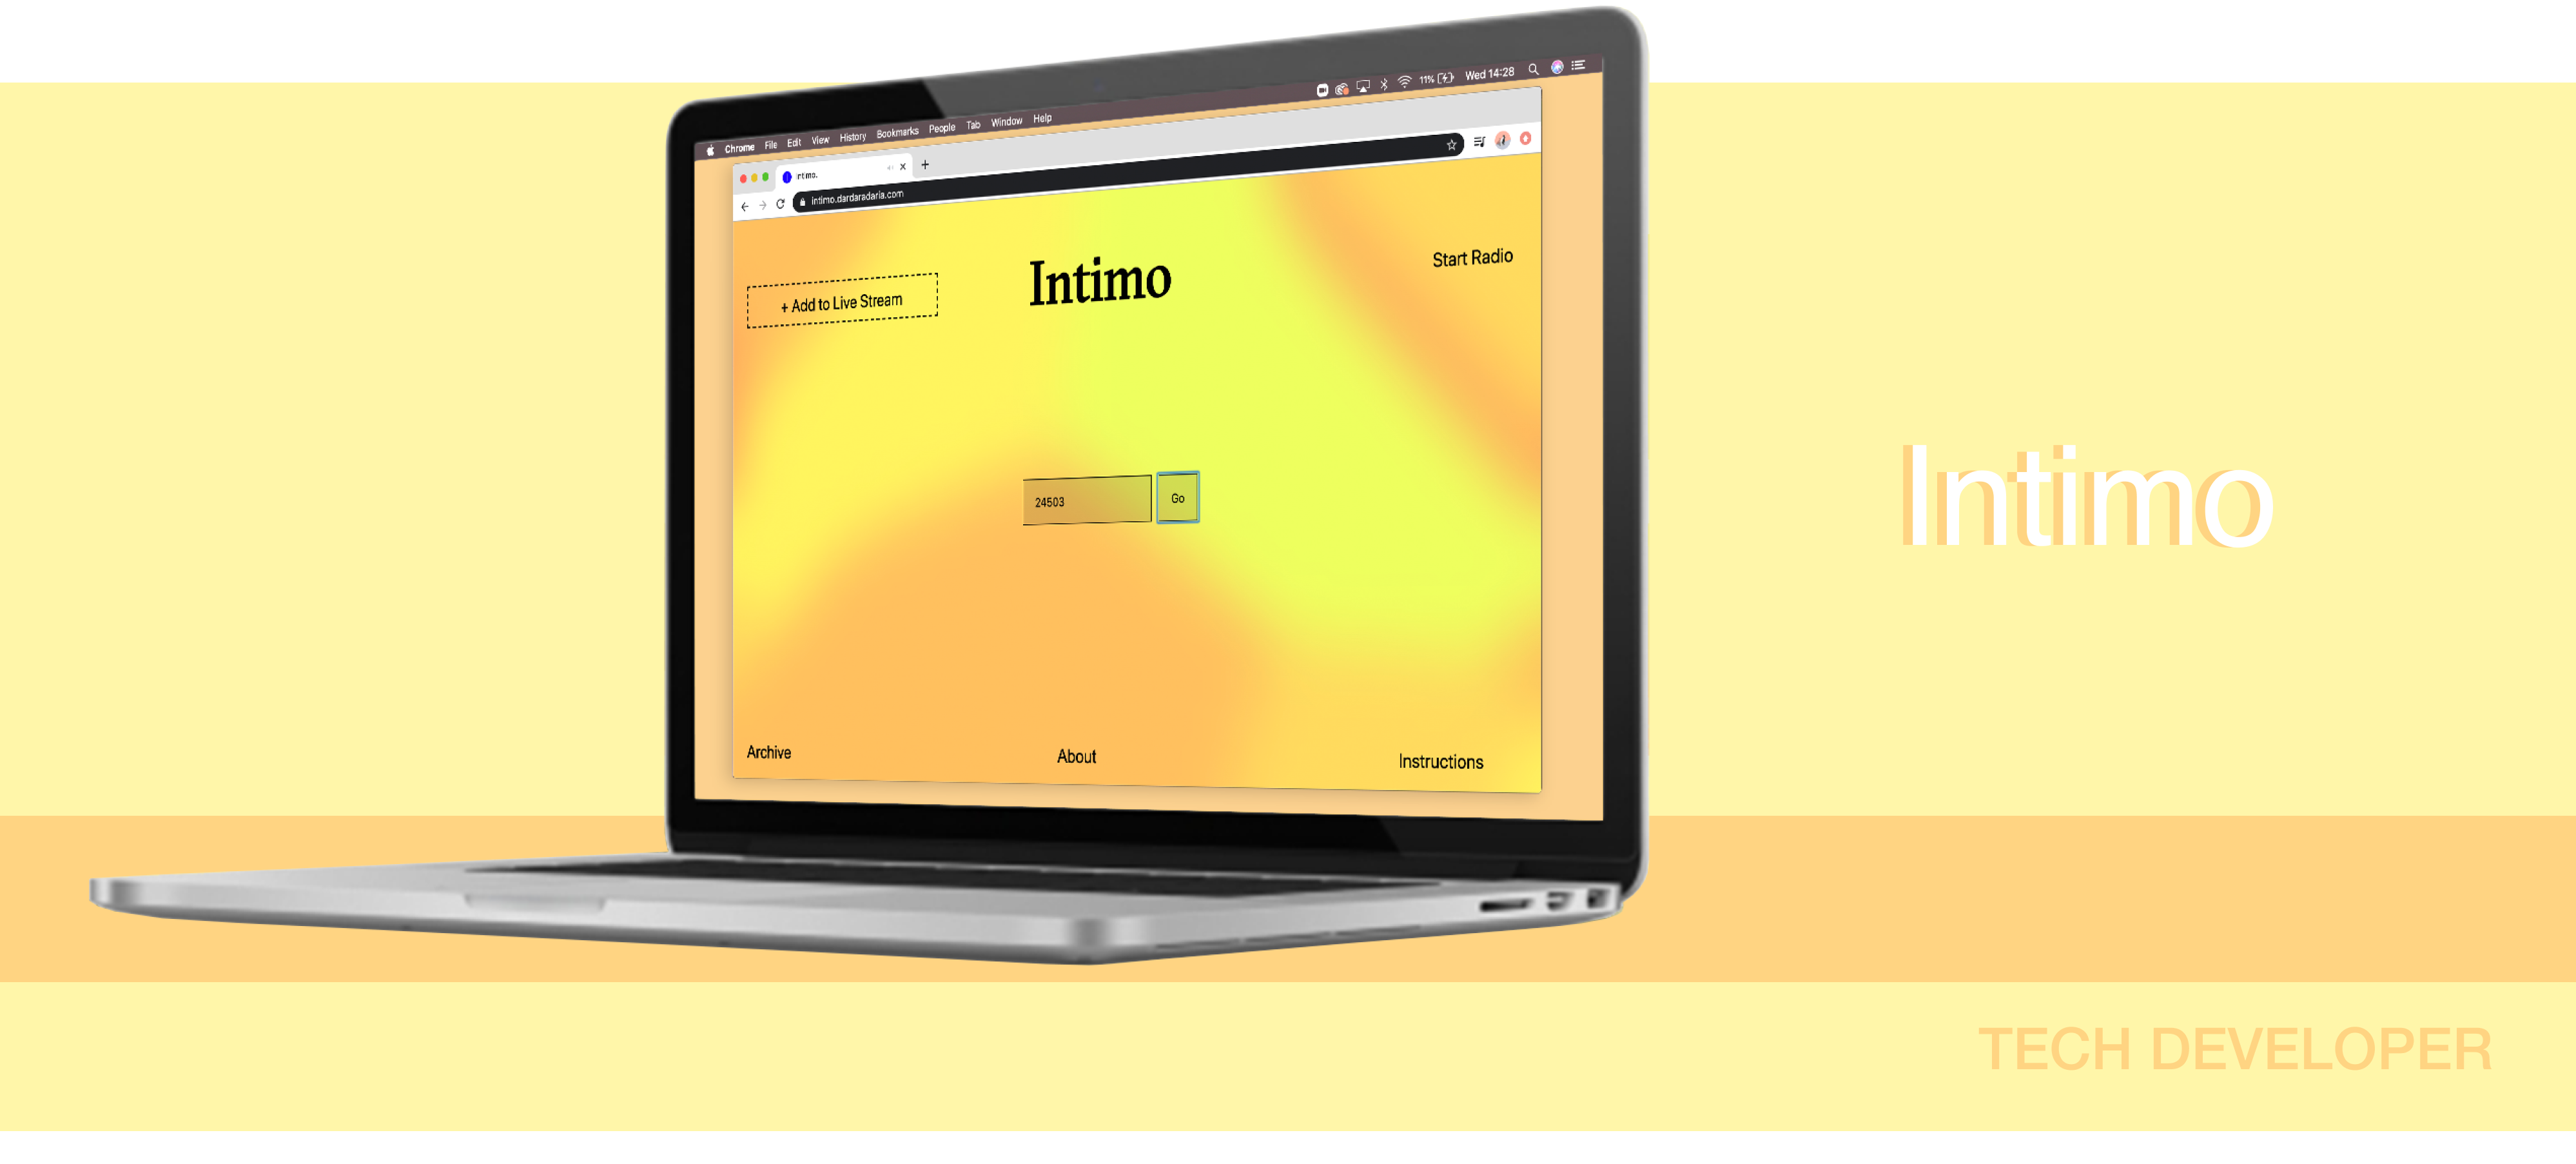 Chrome File Edit View History Bookmarks People Tab Window Help 11% Wed 14:28
Intimo.
intimo.dardaradaria.com
+ Add to Live Stream
Intimo
Start Radio
24503
Go
Archive
About
Instructions
Intimo
TECH DEVELOPER